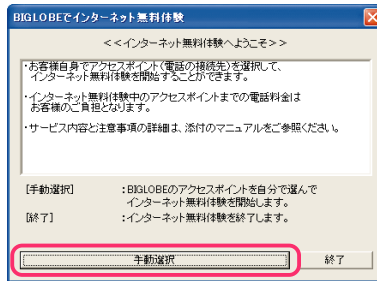 BIGLOBEでインターネット無料体験
<<インターネット無料体験へようこそ>>
・お客様自身でアクセスポイント(電話の接続先)を選択して、
インターネット無料体験を開始することができます。
・インターネット無料体験中のアクセスポイントまでの電話料金は
お客様のご負担となります。
・サービス内容と注意事項の詳細は、添付のマニュアルをご参照ください。
[手動選択] :BIGLOBEのアクセスポイントを自分で選んで
インターネット無料体験を開始します。
[終了] :インターネット無料体験を終了します。
手動選択 終了